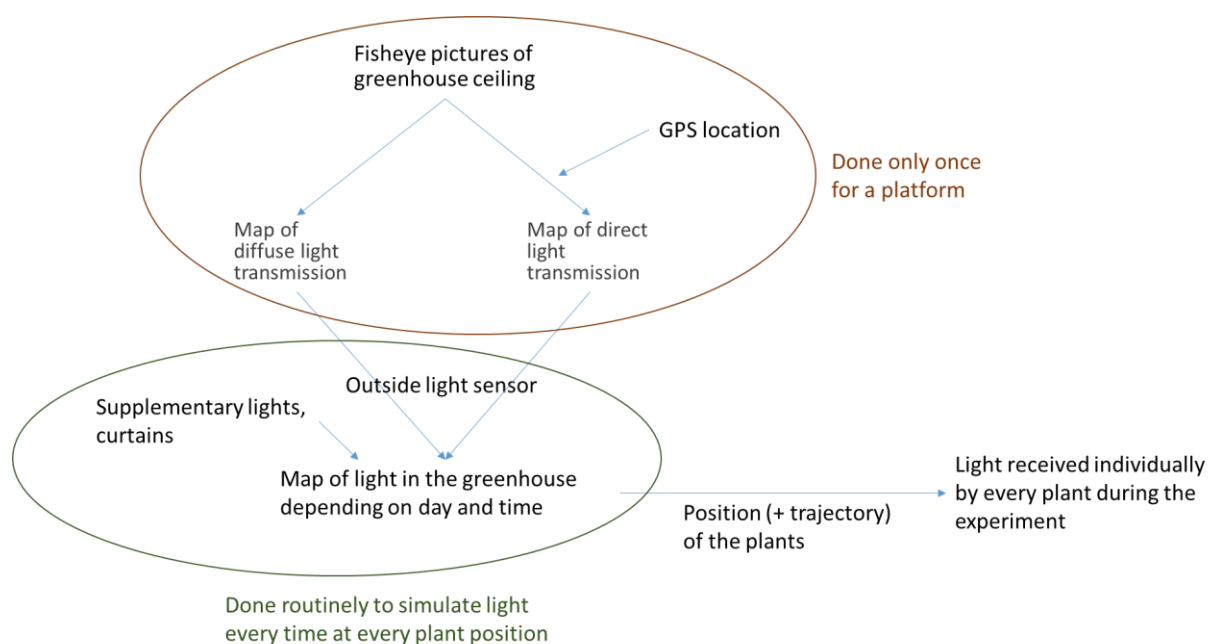 Fisheye pictures of
greenhouse ceiling
GPS location
Done only once
for a platform
Map of
diffuse light
transmission
Map of direct
light
transmission
Outside light sensor
Supplementary lights,
curtains
Map of light in the greenhouse
depending on day and time
Position (+ trajectory)
of the plants
Light received individually
by every plant during the
experiment
Done routinely to simulate light
every time at every plant position